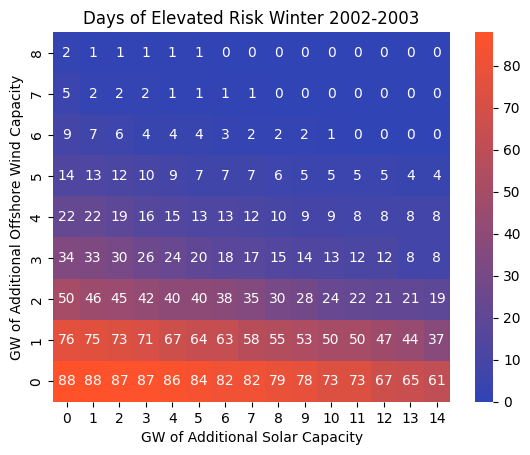 Days of Elevated Risk Winter 2002-2003
GW of Additional Offshore Wind Capacity
8 2 1 1 1 1 1 0 0 0 0 0 0 0 0 0
7 5 2 2 2 1 1 1 1 0 0 0 0 0 0 0
6 9 7 6 4 4 4 3 2 2 2 1 0 0 0 0
5 14 13 12 10 9 7 7 7 6 5 5 5 5 4 4
4 22 22 19 16 15 13 13 12 10 9 9 8 8 8 8
3 34 33 30 26 24 20 18 17 15 14 13 12 12 8 8
2 50 46 45 42 40 40 38 35 30 28 24 22 21 21 19
1 76 75 73 71 67 64 63 58 55 53 50 50 47 44 37
0 88 88 87 87 86 84 82 82 79 78 73 73 67 65 61
0 1 2 3 4 5 6 7 8 9 10 11 12 13 14
GW of Additional Solar Capacity
80
70
60
50
40
30
20
10
0